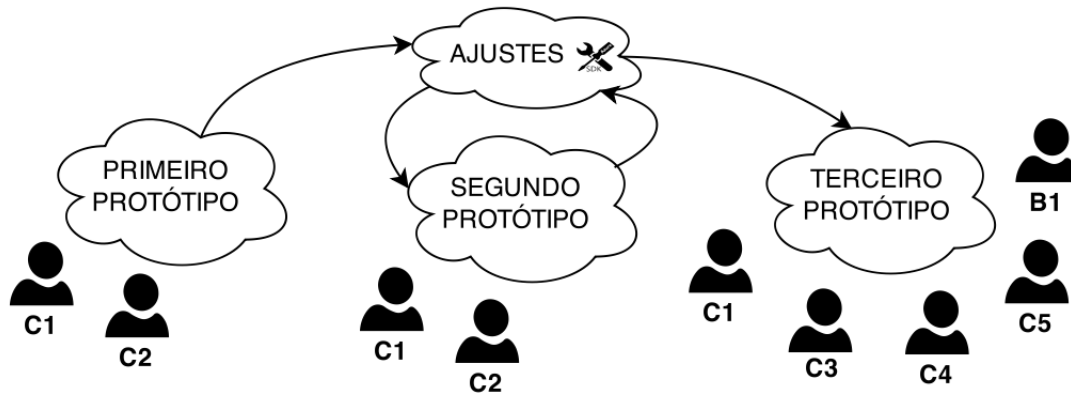 AJUSTES
SDK
PRIMEIRO
PROTÓTIPO
SEGUNDO
PROTÓTIPO
TERCEIRO
PROTÓTIPO
B1
C1
C2
C1
C2
C1
C3
C4
C5